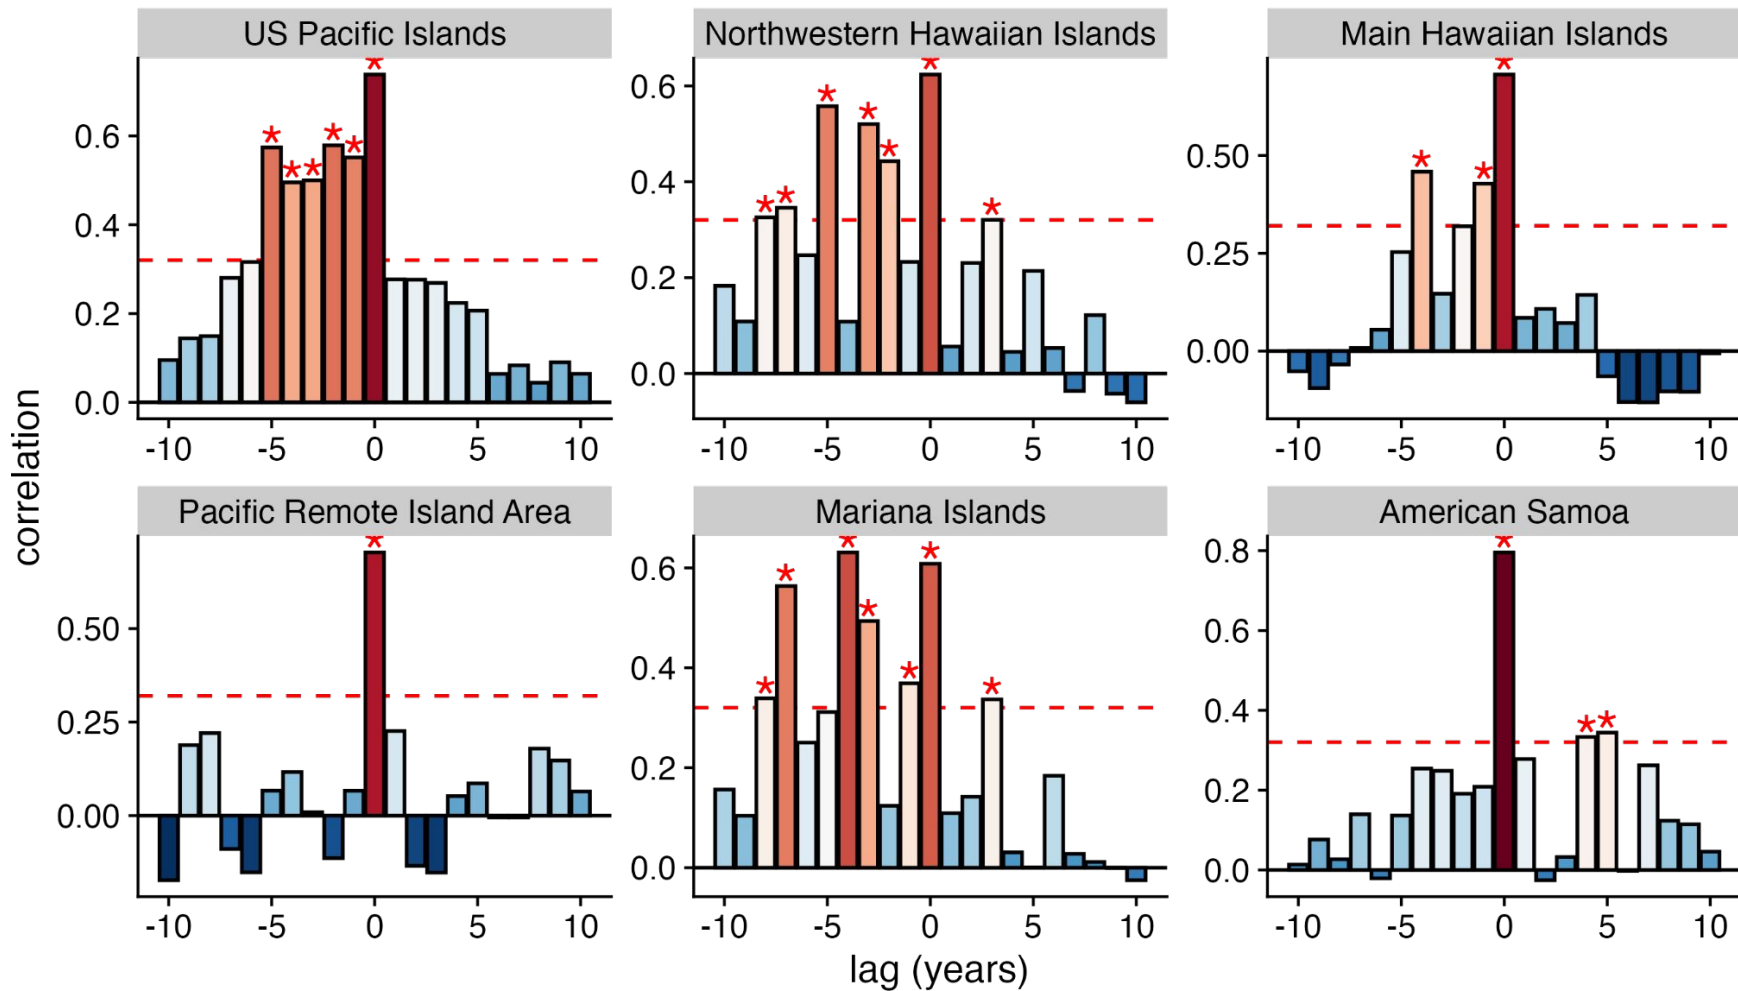 US Pacific Islands
Northwestern Hawaiian Islands
Main Hawaiian Islands
0.6
0.4
0.2
0.0
-10 -5 0 5 10
0.6
0.4
0.2
0.0
-10 -5 0 5 10
0.50
0.25
0.00
-10 -5 0 5 10
correlation
Pacific Remote Island Area
Mariana Islands
American Samoa
0.50
0.25
0.00
-10 -5 0 5 10
0.6
0.4
0.2
0.0
-10 -5 0 5 10
0.8
0.6
0.4
0.2
0.0
-10 -5 0 5 10
lag (years)